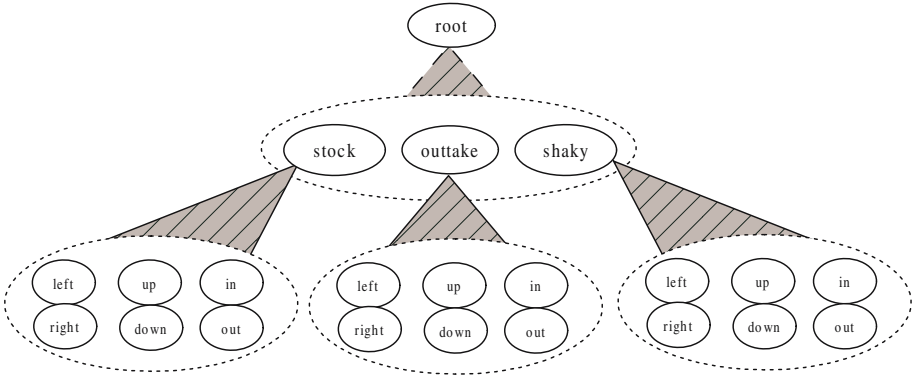 root
stock outtake shaky
left up in left up in left up in
right down out right down out right down out